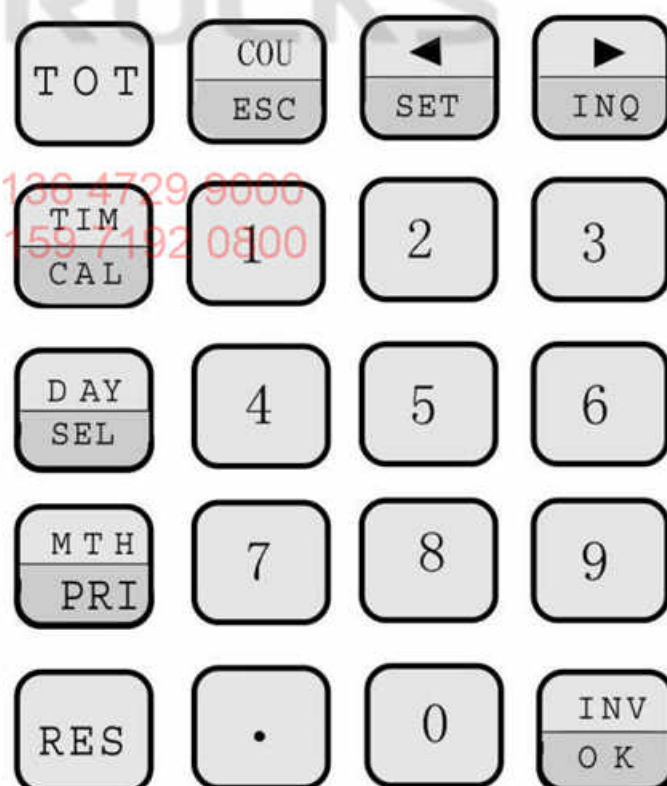 ROCKS
TOT
COU
ESC
◀
SET
▶
INQ
136 4729 9000
159 7192 0800
TIM
CAL
1
2
3
DAY
SEL
4
5
6
MTH
PRI
7
8
9
RES
.
0
INV
OK